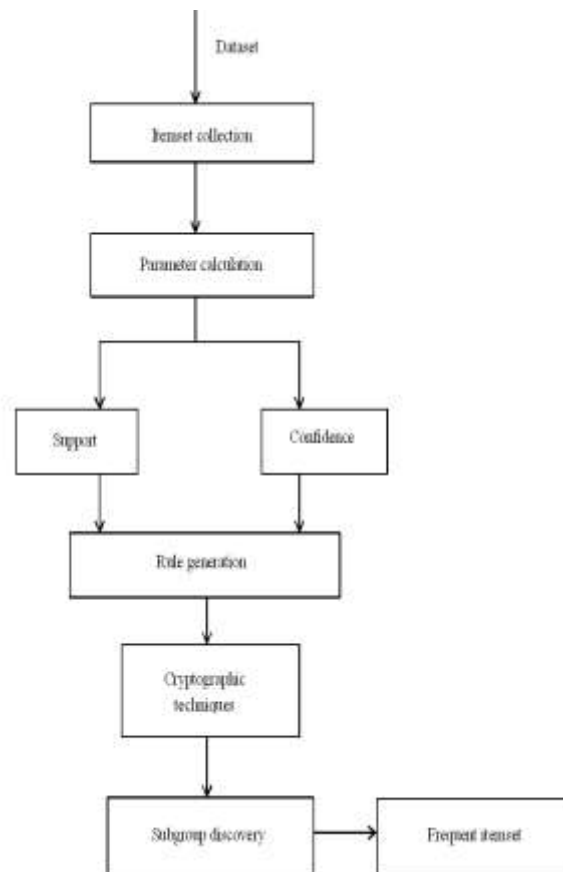 Dataset
Itemset collection
Parameter calculation
Support
Confidence
Rule generation
Cryptographic
techniques
Subgroup discovery
Frequent itemset